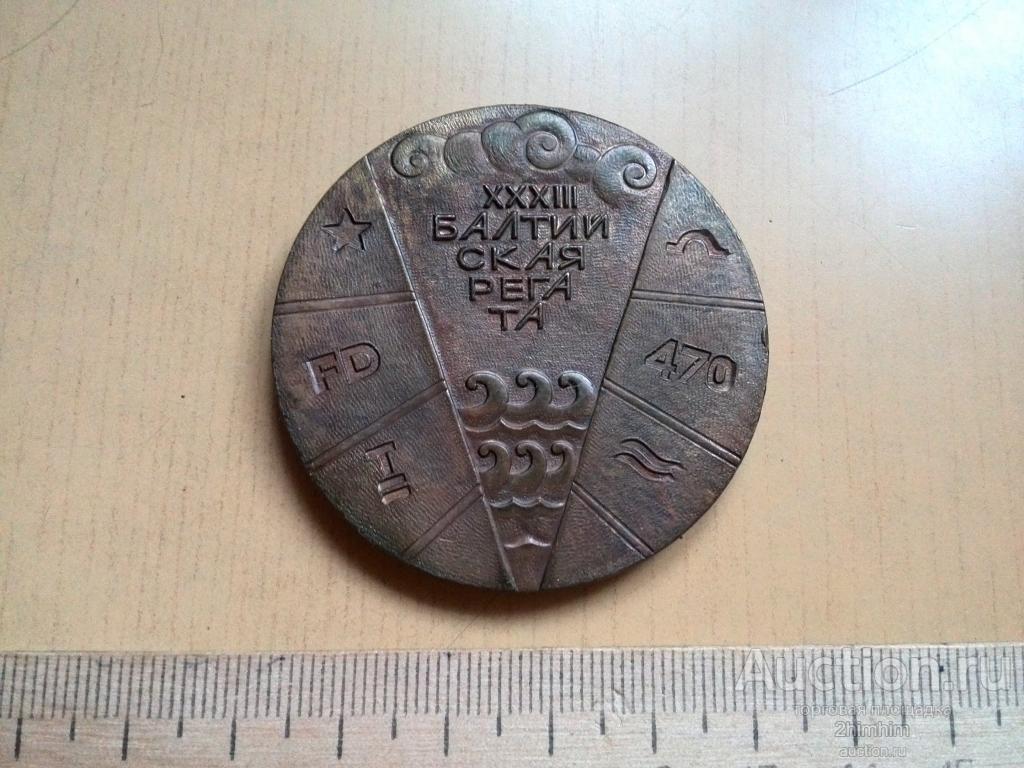 XXXIII
БАЛТИЙ
СКАЯ
РЕГА
ТА
FD
470
Auction.ru
торговая площадка
2himhim
auction.ru